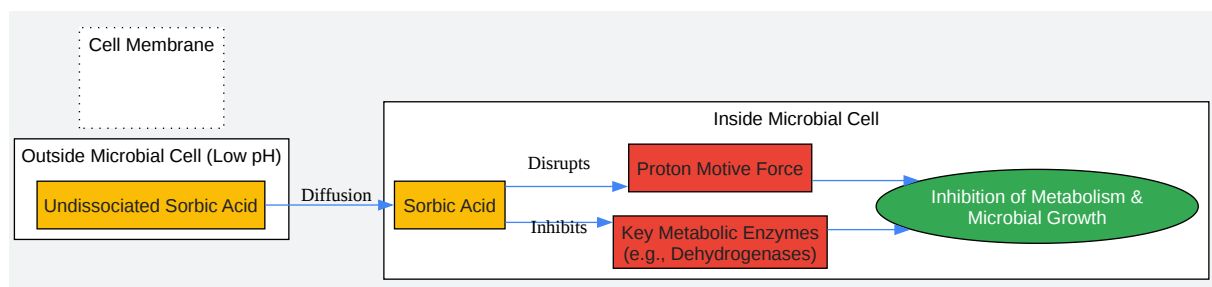 Cell Membrane
Outside Microbial Cell (Low pH)
Undissociated Sorbic Acid
Diffusion
Inside Microbial Cell
Sorbic Acid
Disrupts
Proton Motive Force
Inhibits
Key Metabolic Enzymes
(e.g., Dehydrogenases)
Inhibition of Metabolism &
Microbial Growth